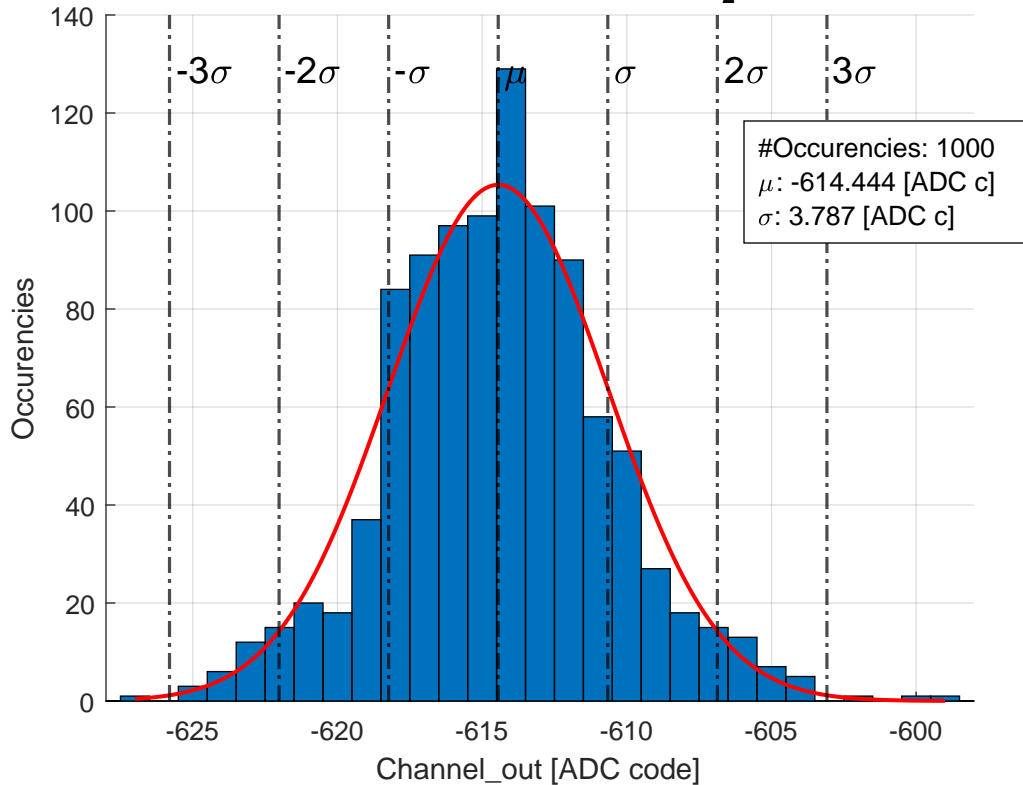 140
120
100
80
60
40
20
0
-3σ -2σ -σ μ σ 2σ 3σ
#Occurencies: 1000
μ: -614.444 [ADC c]
σ: 3.787 [ADC c]
Occurencies
-625 -620 -615 -610 -605 -600
Channel_out [ADC code]